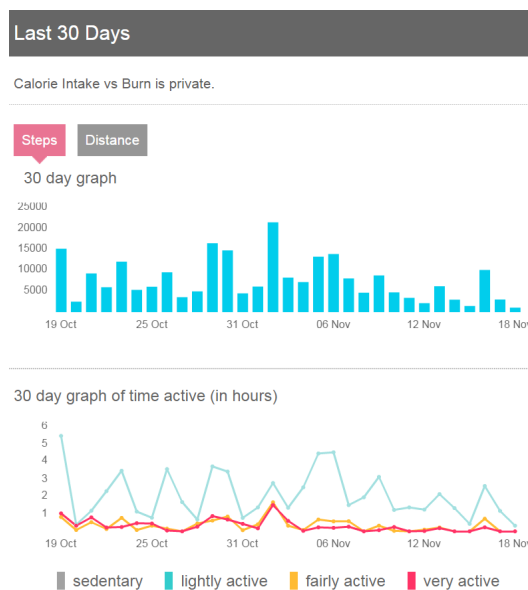 Last 30 Days
Calorie Intake vs Burn is private.
Steps Distance
30 day graph
25000
20000
15000
10000
5000
19 Oct 25 Oct 31 Oct 06 Nov 12 Nov 18 Nov
30 day graph of time active (in hours)
6
5
4
3
2
1
19 Oct 25 Oct 31 Oct 06 Nov 12 Nov 18 Nov
sedentary lightly active fairly active very active